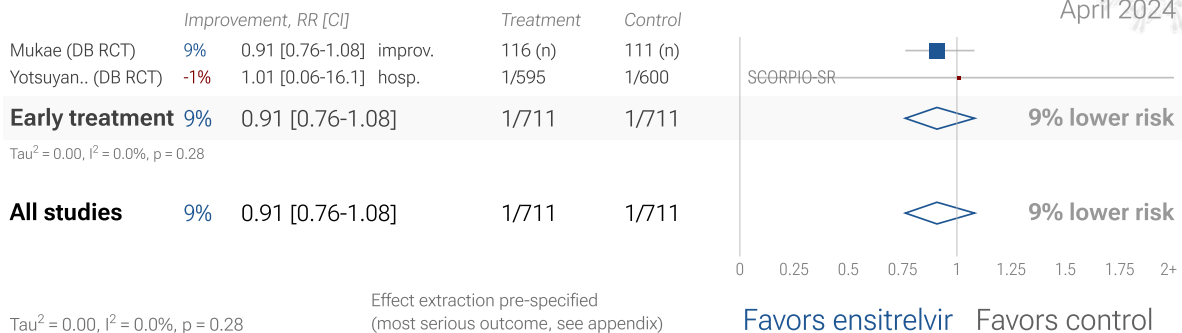 April 2024
Improvement, RR [CI] Treatment Control
Mukae (DB RCT) 9% 0.91 [0.76-1.08] improv. 116 (n) 111 (n)
Yotsuyan.. (DB RCT) -1% 1.01 [0.06-16.1] hosp. 1/595 1/600 SCORPIO-SR
Early treatment 9% 0.91 [0.76-1.08] 1/711 1/711 9% lower risk
Tau² = 0.00, I² = 0.0%, p = 0.28
All studies 9% 0.91 [0.76-1.08] 1/711 1/711 9% lower risk
0 0.25 0.5 0.75 1 1.25 1.5 1.75 2+
Effect extraction pre-specified
Tau² = 0.00, I² = 0.0%, p = 0.28 (most serious outcome, see appendix) Favors ensitrelvir Favors control